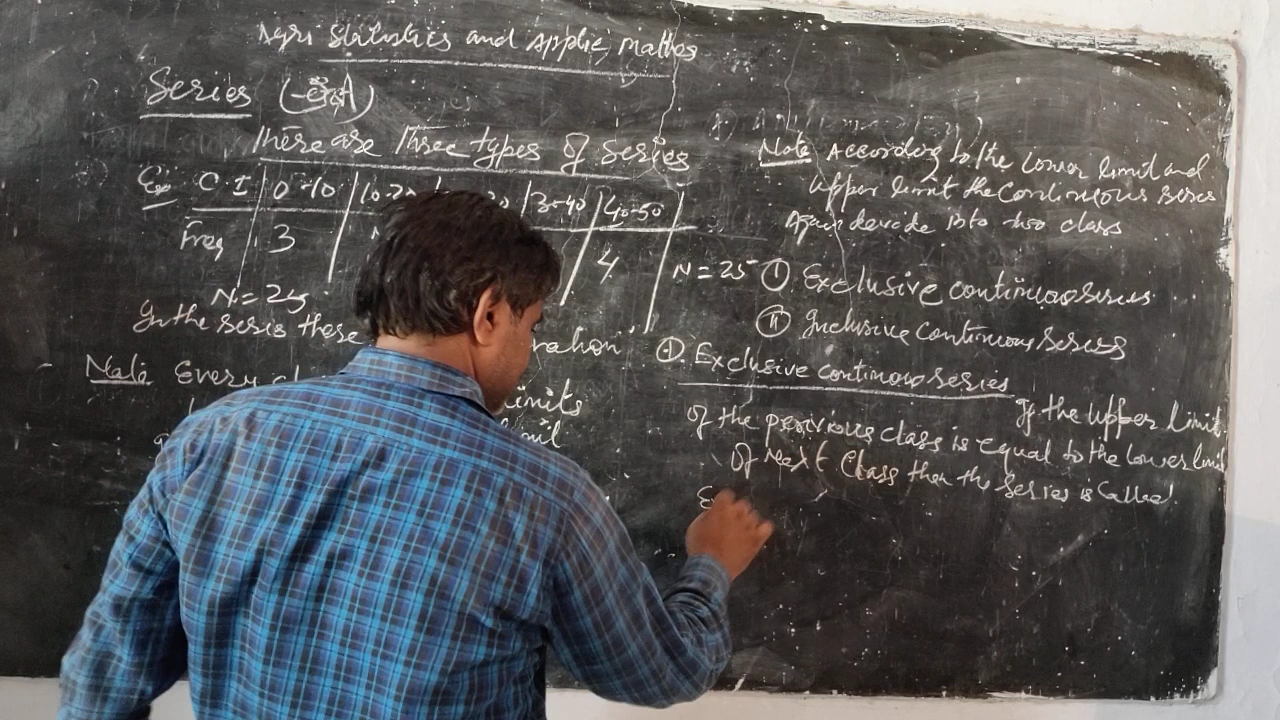 Agri Statistics and Applie, mathes
Series (श्रेणी)
There are Three types of Series
Ex C.I 0-10 10-20 30-40 40-50
Freq 3 4 N = 25
N = 25
In the series these
Note Every
limits
limit
Note According to the lower limit and
upper limit the continuous series
Again devide into two class
(I) Exclusive continuous series
(II) Inclusive continuous series
(I). Exclusive continuous series
If the upper limit
of the pervious class is equal to the lower limit
of Next class then the series is called.
E